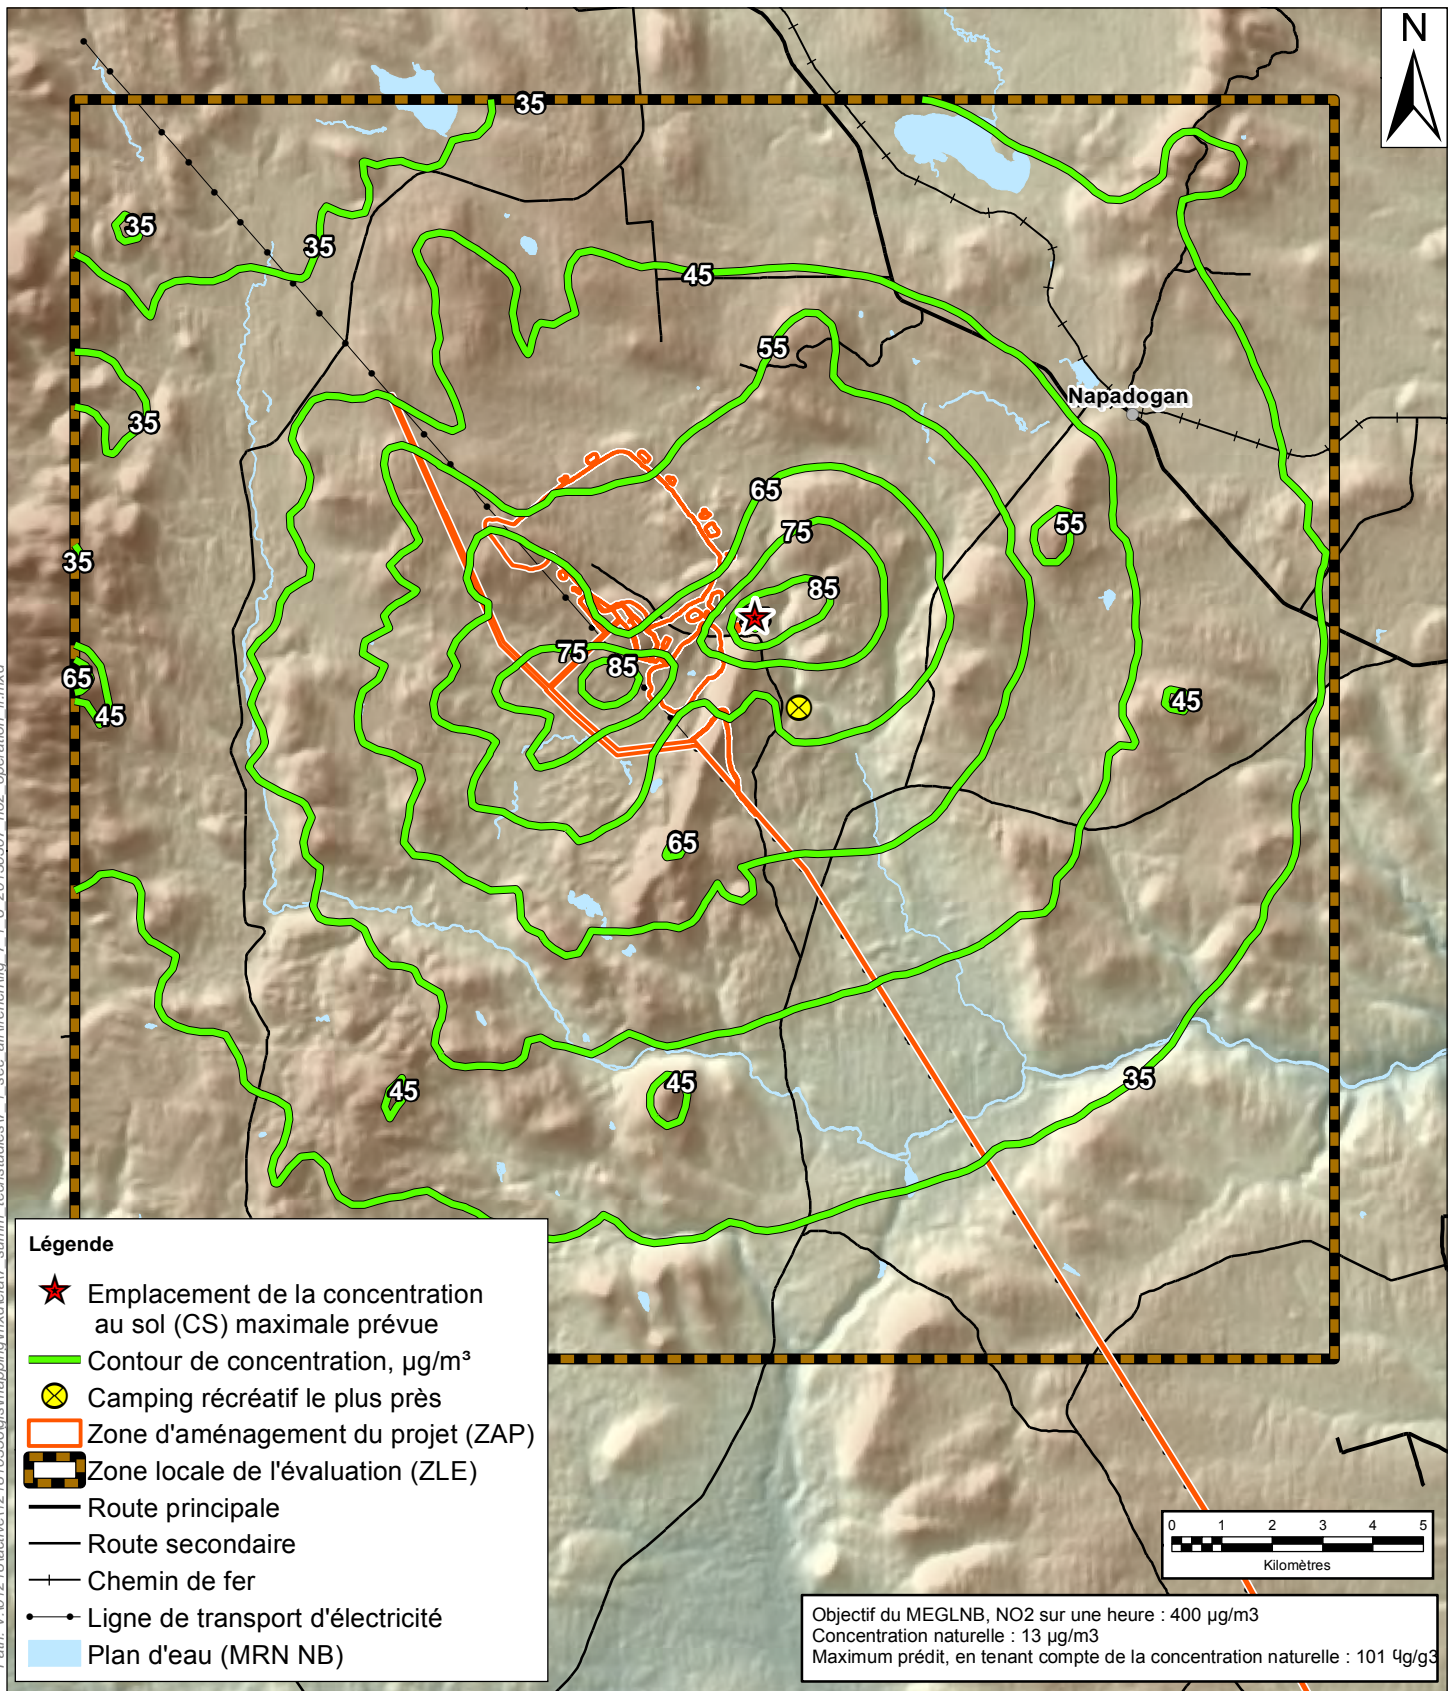 N
35
35
35
45
55
Napadogan
35
65
55
75
35
85
75
85
65
45
45
65
45
45
35
Légende
Emplacement de la concentration
au sol (CS) maximale prévue
Contour de concentration, µg/m³
Camping récréatif le plus près
Zone d'aménagement du projet (ZAP)
Zone locale de l'évaluation (ZLE)
Route principale
Route secondaire
Chemin de fer
Ligne de transport d'électricité
Plan d'eau (MRN NB)
0 1 2 3 4 5
Kilomètres
Objectif du MEGLNB, NO2 sur une heure : 400 µg/m3
Concentration naturelle : 13 µg/m3
Maximum prédit, en tenant compte de la concentration naturelle : 101 qg/g3